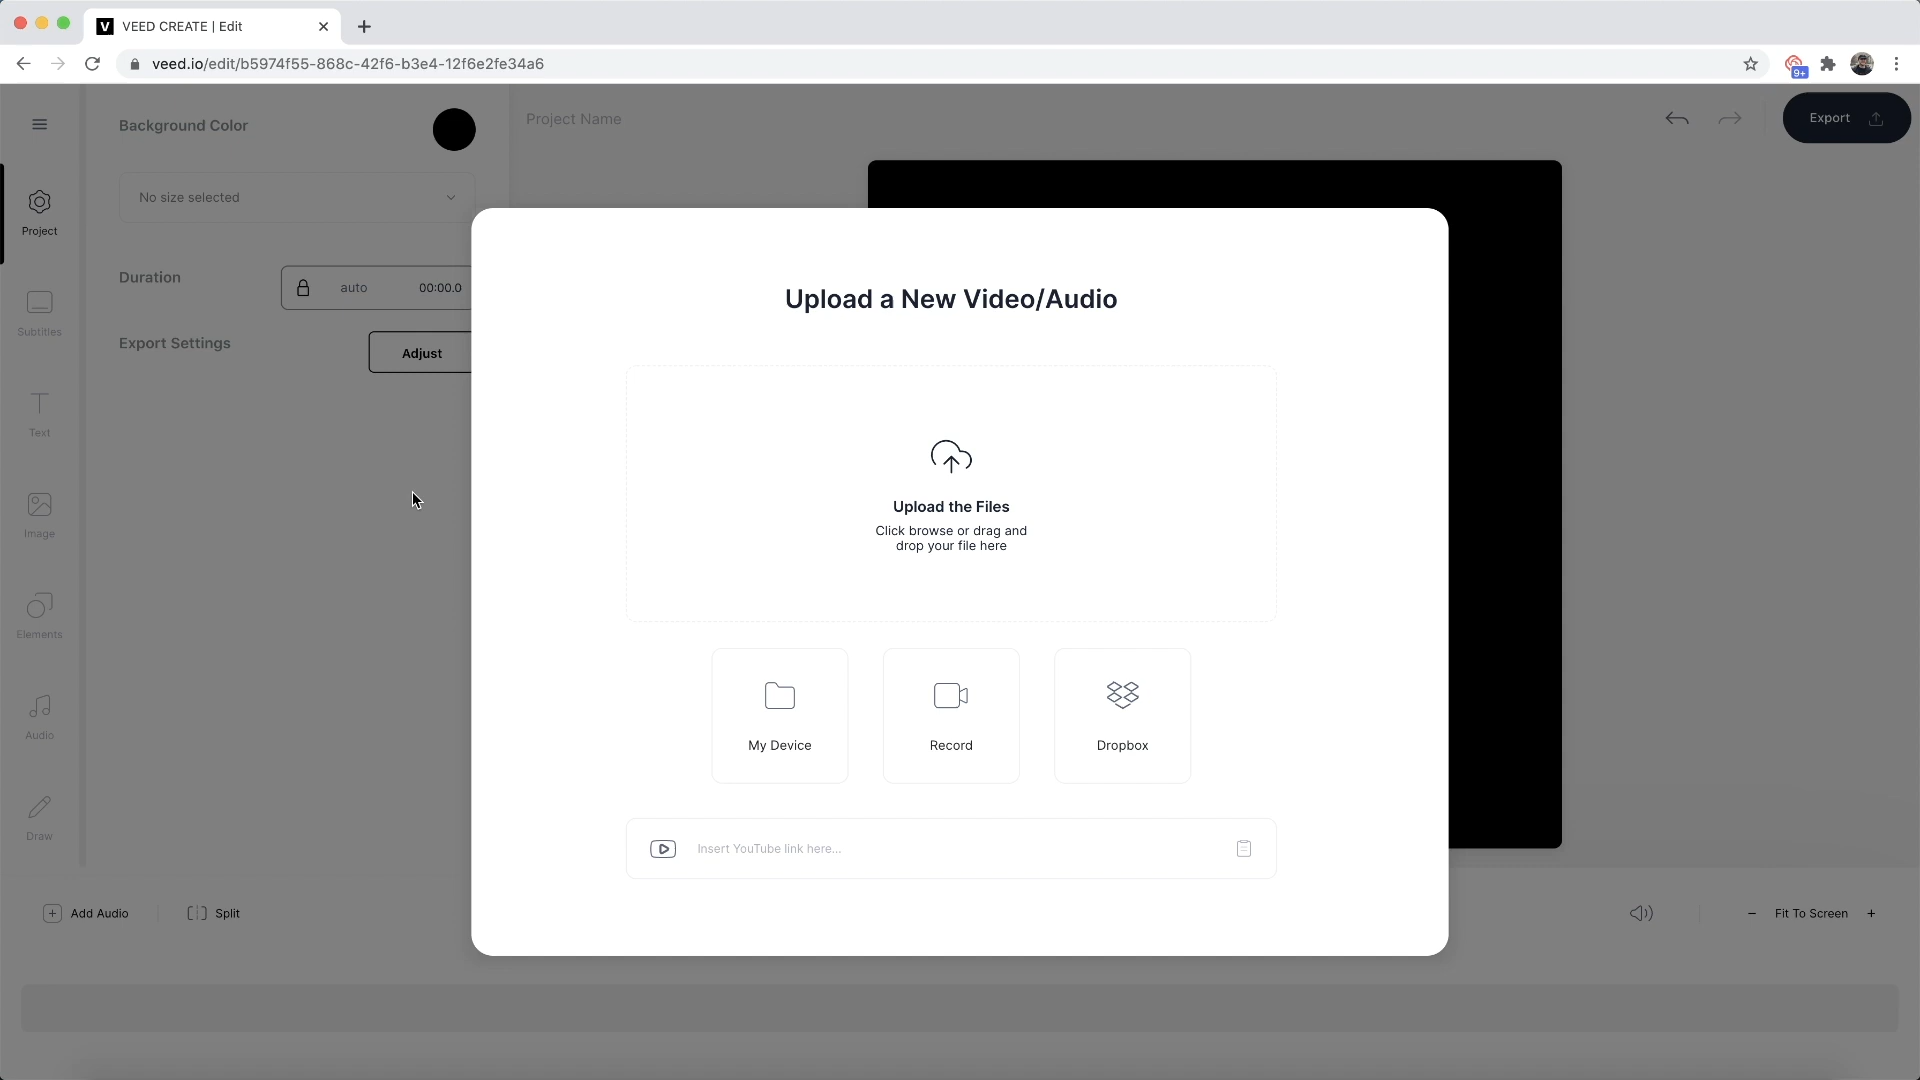 VEED CREATE | Edit
veed.io/edit/b5974f55-868c-42f6-b3e4-12f6e2fe34a6
9+
Background Color
Project Name
Export
No size selected
Project
Duration
auto
00:00.0
Export Settings
Adjust
Subtitles
Text
Image
Elements
Audio
Draw
Upload a New Video/Audio
Upload the Files
Click browse or drag and
drop your file here
My Device
Record
Dropbox
Insert YouTube link here...
Add Audio
Split
Fit To Screen